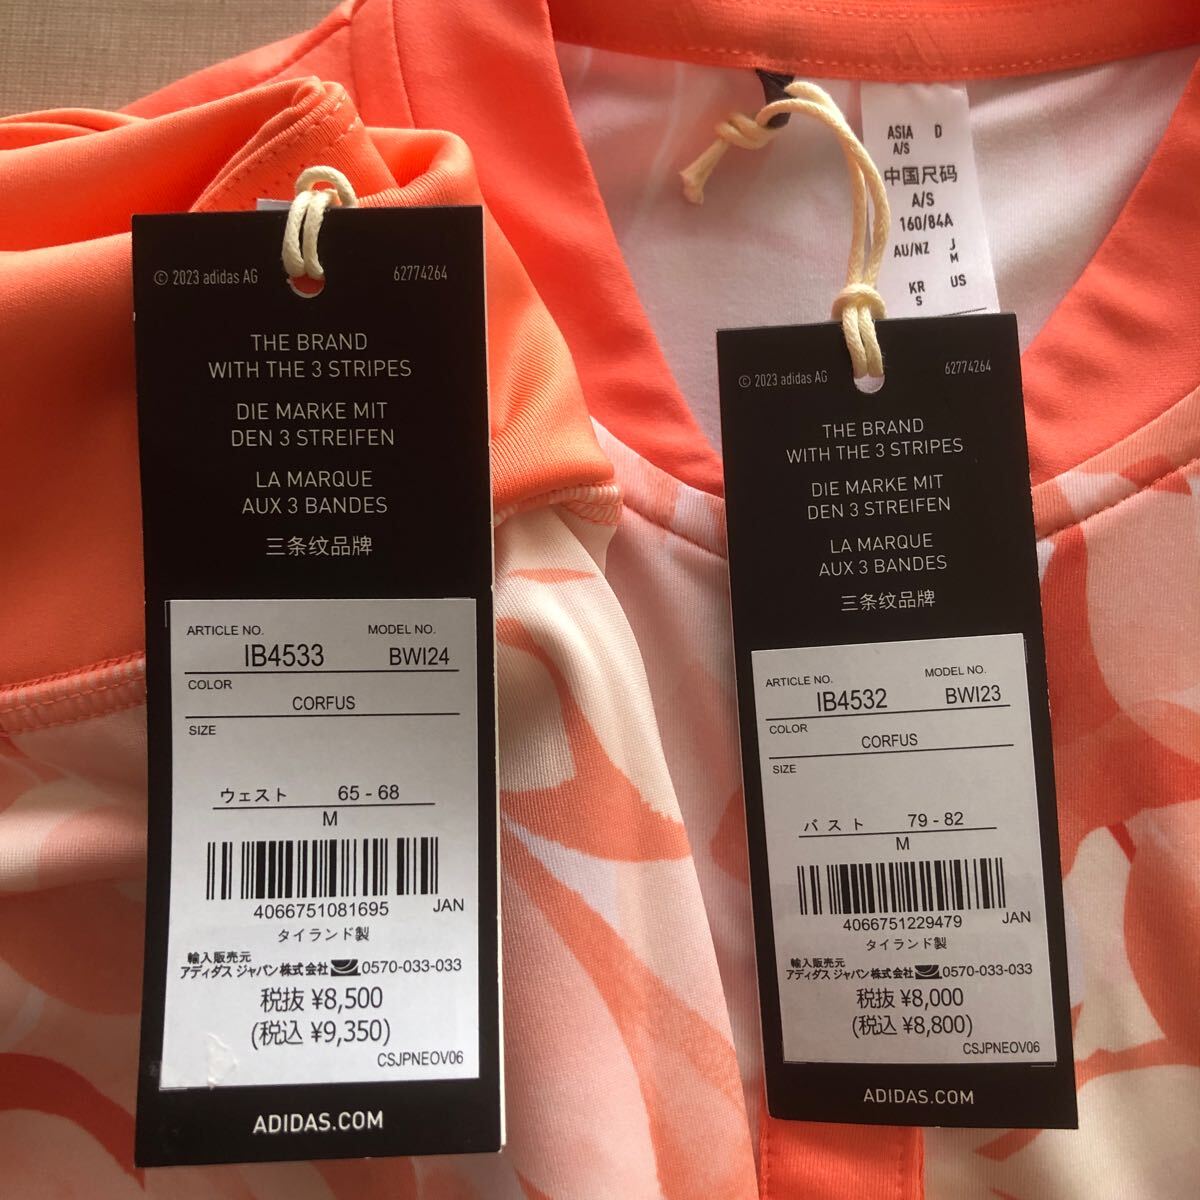 © 2023 adidas AG 62774264
THE BRAND
WITH THE 3 STRIPES
DIE MARKE MIT
DEN 3 STREIFEN
LA MARQUE
AUX 3 BANDES
三条纹品牌
ARTICLE NO. MODEL NO.
IB4533 BWI24
COLOR
CORFUS
SIZE
ウェスト 65 - 68
M
4066751081695 JAN
タイランド製
輸入販売元
アディダス ジャパン株式会社 0570-033-033
税抜 ¥8,500
(税込 ¥9,350)
CSJPNEOV06
ADIDAS.COM
ASIA D
A/S
中国尺码
A/S
160/84A
AU/NZ J
M
KR US
S
© 2023 adidas AG 62774264
THE BRAND
WITH THE 3 STRIPES
DIE MARKE MIT
DEN 3 STREIFEN
LA MARQUE
AUX 3 BANDES
三条纹品牌
ARTICLE NO. MODEL NO.
IB4532 BWI23
COLOR
CORFUS
SIZE
バスト 79 - 82
M
4066751229479 JAN
タイランド製
輸入販売元
アディダス ジャパン株式会社 0570-033-033
税抜 ¥8,000
(税込 ¥8,800)
CSJPNEOV06
ADIDAS.COM